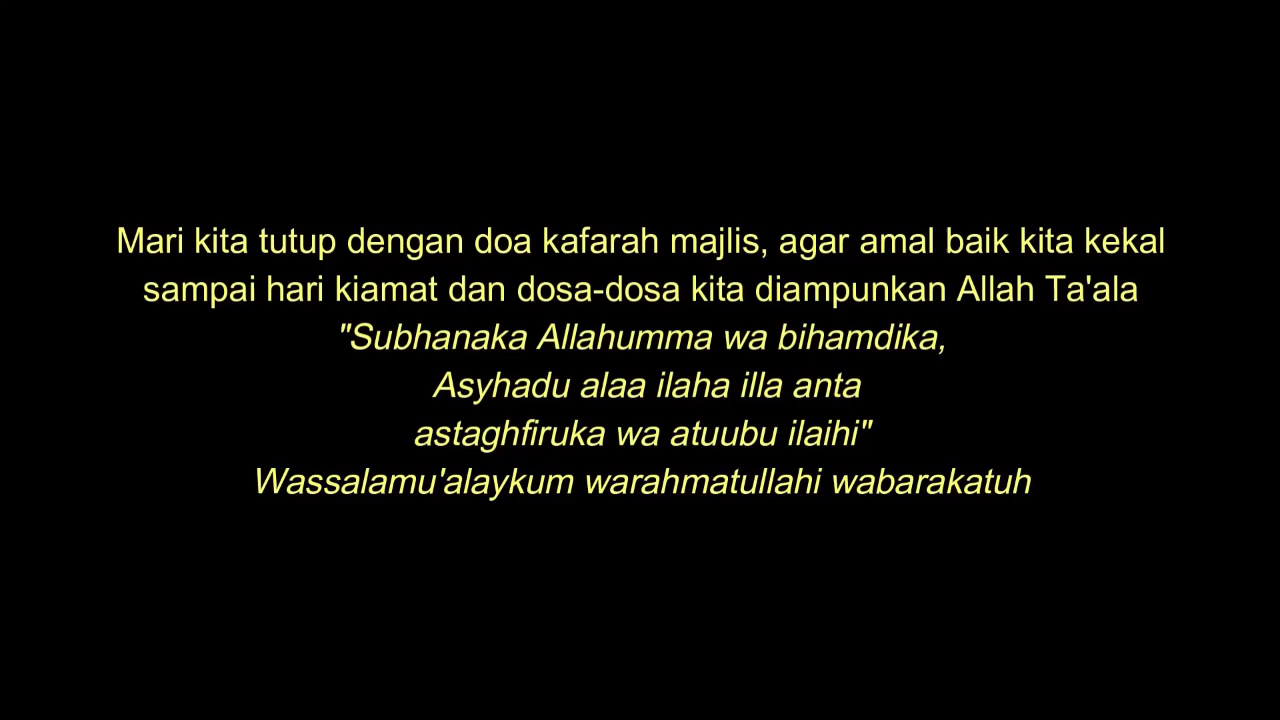 Mari kita tutup dengan doa kafarah majlis, agar amal baik kita kekal
sampai hari kiamat dan dosa-dosa kita diampunkan Allah Ta'ala
"Subhanaka Allahumma wa bihamdika,
Asyhadu alaa ilaha illa anta
astaghfiruka wa atuubu ilaihi"
Wassalamu'alaykum warahmatullahi wabarakatuh